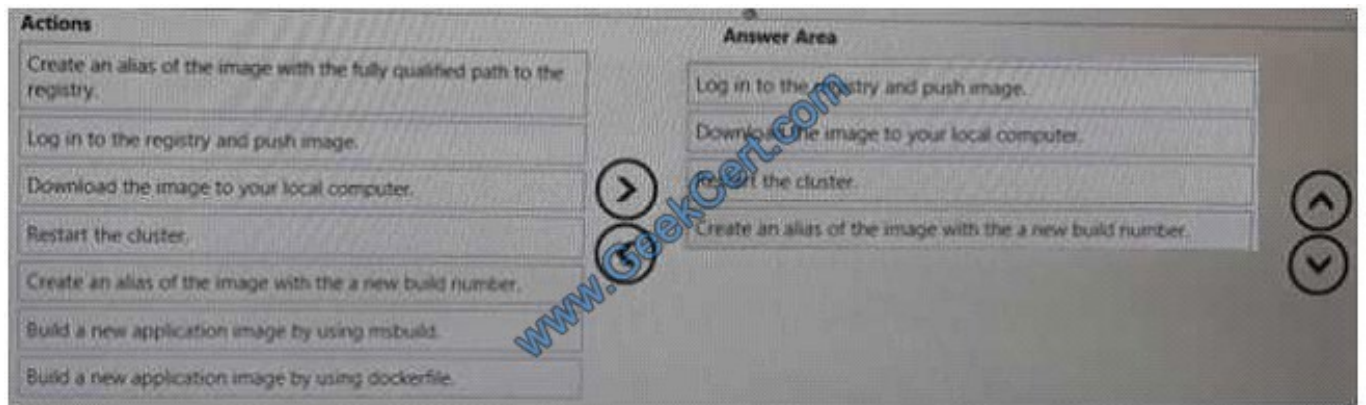 Actions
Create an alias of the image with the fully qualified path to the
registry.
Log in to the registry and push image.
Download the image to your local computer.
Restart the cluster.
Create an alias of the image with the a new build number.
Build a new application image by using msbuild.
Build a new application image by using dockerfile.
Answer Area
Log in to the registry and push image.
Download the image to your local computer.
Restart the cluster.
Create an alias of the image with the a new build number.
www.GeekCert.com